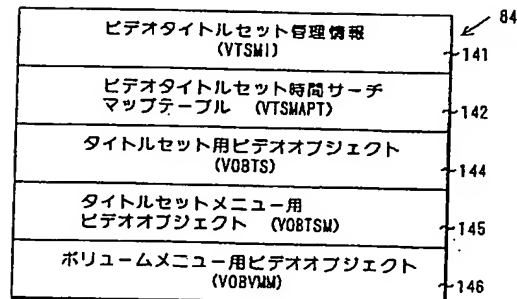 84
ビデオタイトルセット管理情報
(VTSMI)
141
ビデオタイトルセット時間サーチ
マップテーブル (VTSMAPT)
142
タイトルセット用ビデオオブジェクト
(VOBTS)
144
タイトルセットメニュー用
ビデオオブジェクト (VOBTSM)
145
ボリュームメニュー用ビデオオブジェクト
(VOBVMM)
146